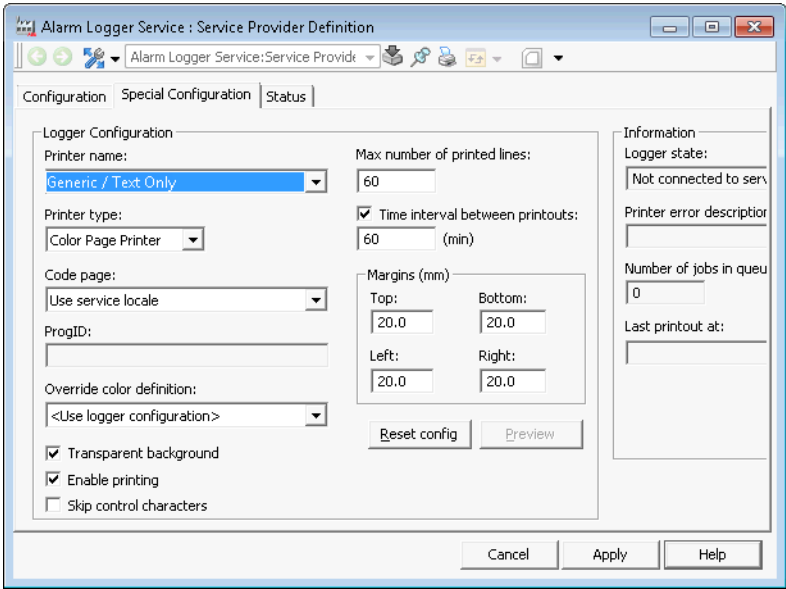 Alarm Logger Service : Service Provider Definition
Alarm Logger Service:Service Provide
Configuration
Special Configuration
Status
Logger Configuration
Printer name:
Generic / Text Only
Printer type:
Color Page Printer
Code page:
Use service locale
ProgID:
Override color definition:
<Use logger configuration>
Transparent background
Enable printing
Skip control characters
Max number of printed lines:
60
Time interval between printouts:
60 (min)
Margins (mm)
Top: Bottom:
20.0 20.0
Left: Right:
20.0 20.0
Reset config Preview
Information
Logger state:
Not connected to serv
Printer error description
Number of jobs in queu
0
Last printout at:
Cancel Apply Help